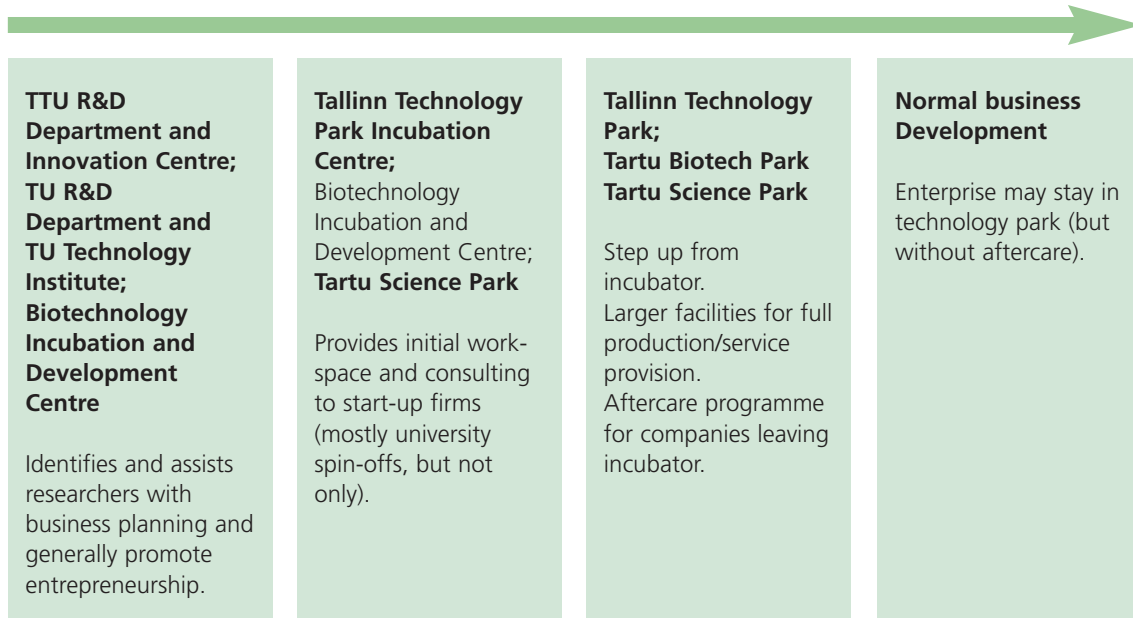 TTU R&D
Department and
Innovation Centre;
TU R&D
Department and
TU Technology
Institute;
Biotechnology
Incubation and
Development
Centre
Identifies and assists
researchers with
business planning and
generally promote
entrepreneurship.
Tallinn Technology
Park Incubation
Centre;
Biotechnology
Incubation and
Development Centre;
Tartu Science Park
Provides initial work-
space and consulting
to start-up firms
(mostly university
spin-offs, but not
only).
Tallinn Technology
Park;
Tartu Biotech Park
Tartu Science Park
Step up from
incubator.
Larger facilities for full
production/service
provision.
Aftercare programme
for companies leaving
incubator.
Normal business
Development
Enterprise may stay in
technology park (but
without aftercare).